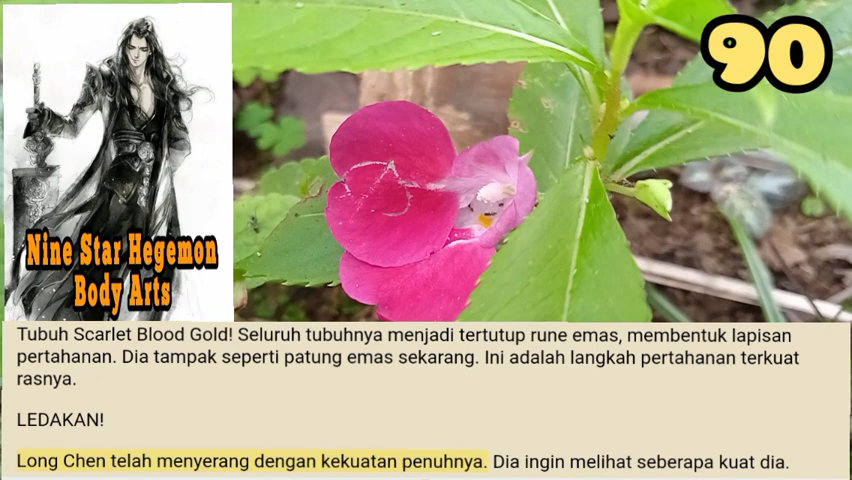 90
Nine Star Hegemon
Body Arts
Tubuh Scarlet Blood Gold! Seluruh tubuhnya menjadi tertutup rune emas, membentuk lapisan
pertahanan. Dia tampak seperti patung emas sekarang. Ini adalah langkah pertahanan terkuat
rasnya.
LEDAKAN!
Long Chen telah menyerang dengan kekuatan penuhnya. Dia ingin melihat seberapa kuat dia.